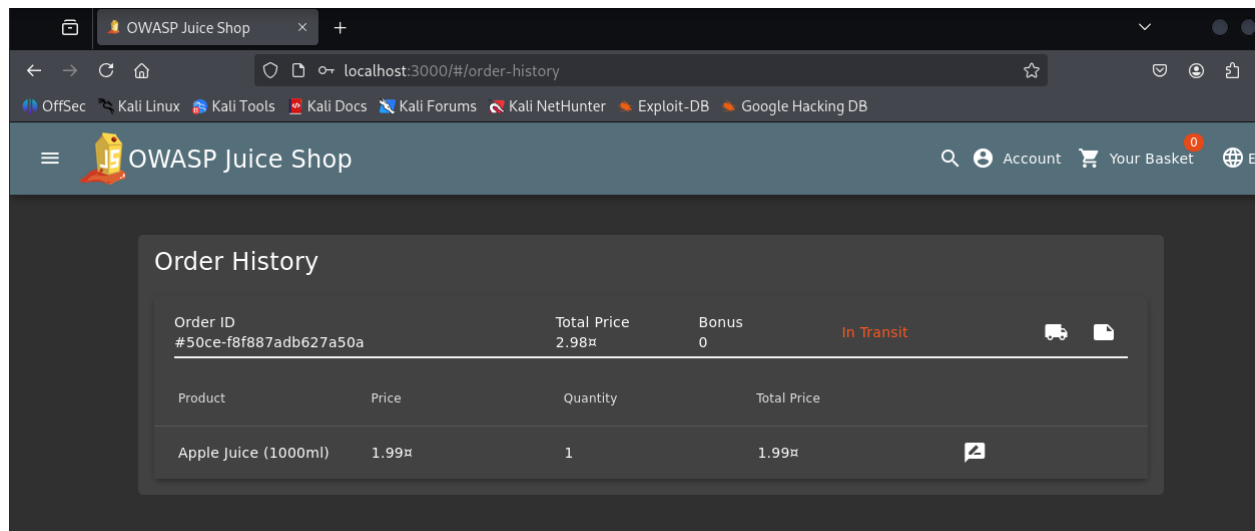 OWASP Juice Shop
localhost:3000/#/order-history
OffSec Kali Linux Kali Tools Kali Docs Kali Forums Kali NetHunter Exploit-DB Google Hacking DB
OWASP Juice Shop Account Your Basket 0 E
Order History
Order ID Total Price Bonus In Transit
#50ce-f8f887adb627a50a 2.98¤ 0
Product Price Quantity Total Price
Apple Juice (1000ml) 1.99¤ 1 1.99¤